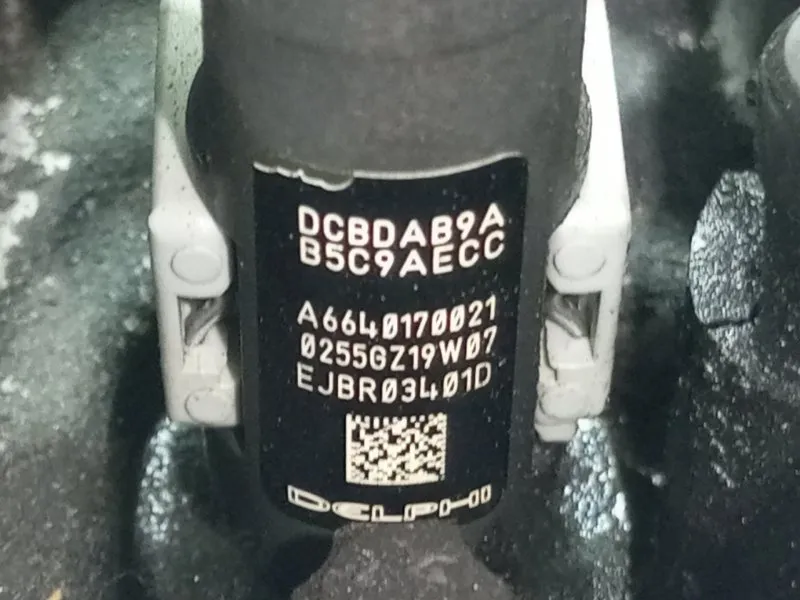 DCBDAB9A
B5C9AECC
A6640170021
0255GZ19W07
EJBR03401D
DELPHI